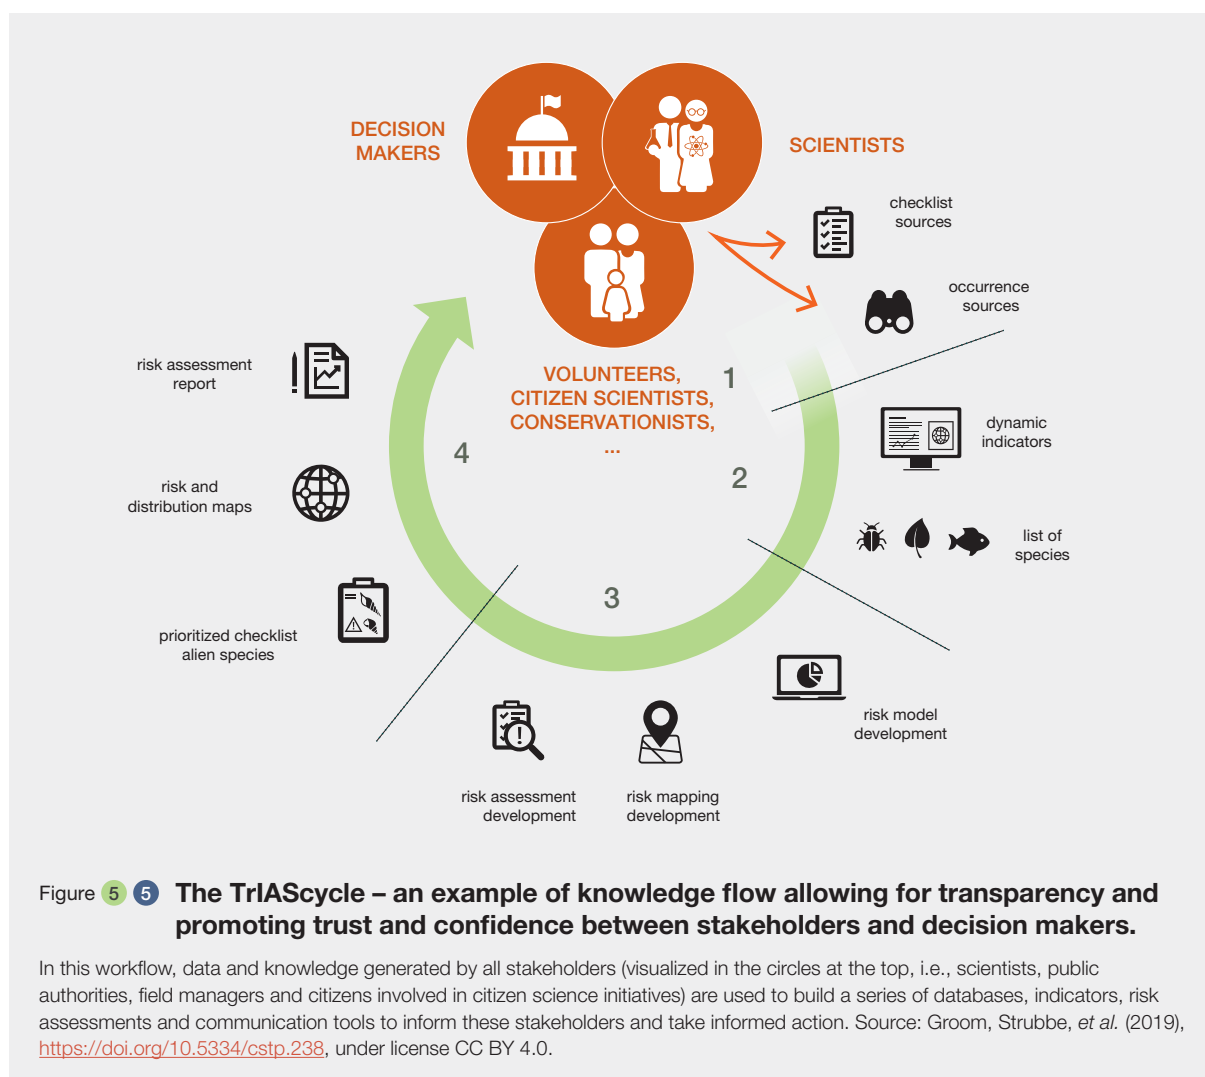 DECISION
MAKERS
SCIENTISTS
checklist
sources
occurrence
sources
risk assessment
report
VOLUNTEERS,
CITIZEN SCIENTISTS,
CONSERVATIONISTS,
...
1
dynamic
indicators
4
2
risk and
distribution maps
list of
species
3
prioritized checklist
alien species
risk model
development
risk assessment
development
risk mapping
development
Figure 5 5 The TrIAScycle – an example of knowledge flow allowing for transparency and
promoting trust and confidence between stakeholders and decision makers.
In this workflow, data and knowledge generated by all stakeholders (visualized in the circles at the top, i.e., scientists, public
authorities, field managers and citizens involved in citizen science initiatives) are used to build a series of databases, indicators, risk
assessments and communication tools to inform these stakeholders and take informed action. Source: Groom, Strubbe, et al. (2019),
https://doi.org/10.5334/cstp.238, under license CC BY 4.0.